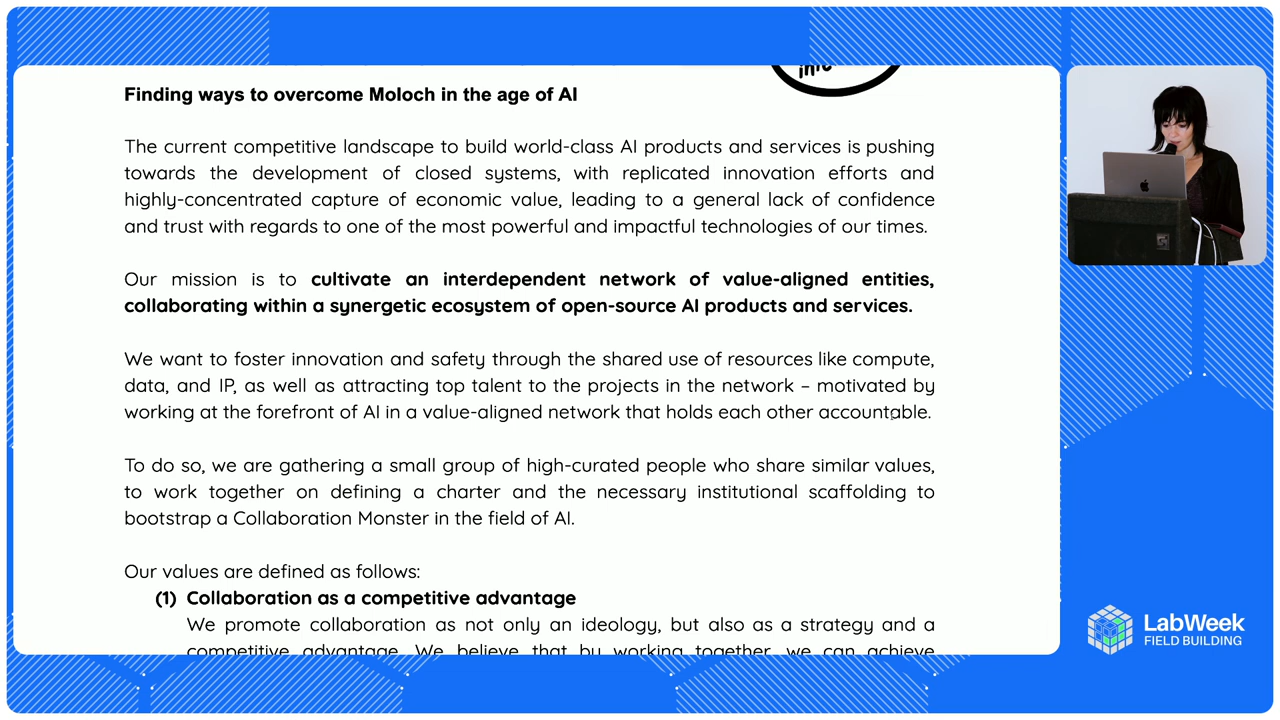 Finding ways to overcome Moloch in the age of AI
The current competitive landscape to build world-class AI products and services is pushing
towards the development of closed systems, with replicated innovation efforts and
highly-concentrated capture of economic value, leading to a general lack of confidence
and trust with regards to one of the most powerful and impactful technologies of our times.
Our mission is to cultivate an interdependent network of value-aligned entities,
collaborating within a synergetic ecosystem of open-source AI products and services.
We want to foster innovation and safety through the shared use of resources like compute,
data, and IP, as well as attracting top talent to the projects in the network – motivated by
working at the forefront of AI in a value-aligned network that holds each other accountable.
To do so, we are gathering a small group of high-curated people who share similar values,
to work together on defining a charter and the necessary institutional scaffolding to
bootstrap a Collaboration Monster in the field of AI.
Our values are defined as follows:
(1) Collaboration as a competitive advantage
We promote collaboration as not only an ideology, but also as a strategy and a
competitive advantage. We believe that by working together, we can achieve
LabWeek
FIELD BUILDING